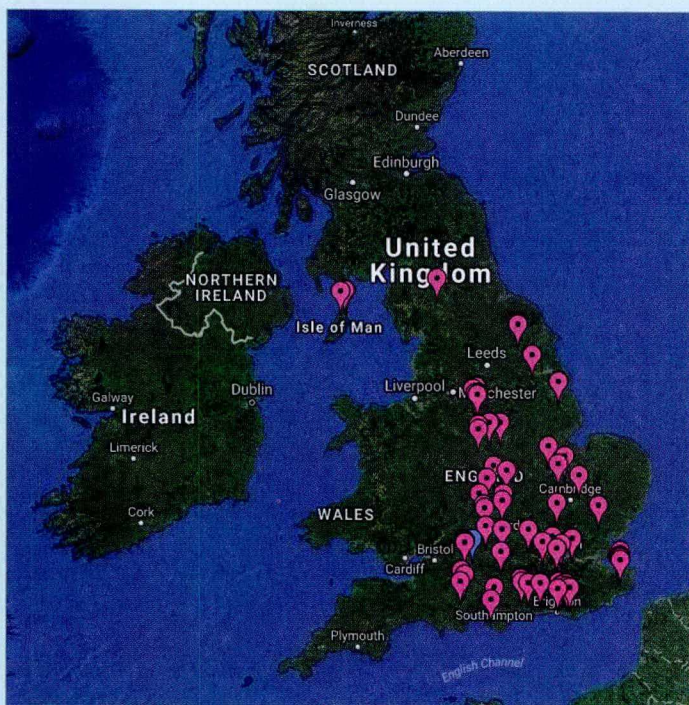 Inverness
Aberdeen
SCOTLAND
Dundee
Edinburgh
Glasgow
United
Kingdom
NORTHERN
IRELAND
Isle of Man
Leeds
Liverpool
Dublin
Galway
Ireland
Limerick
Cambridge
Cork
WALES
Bristol
Cardiff
Southampton
Plymouth
English Channel